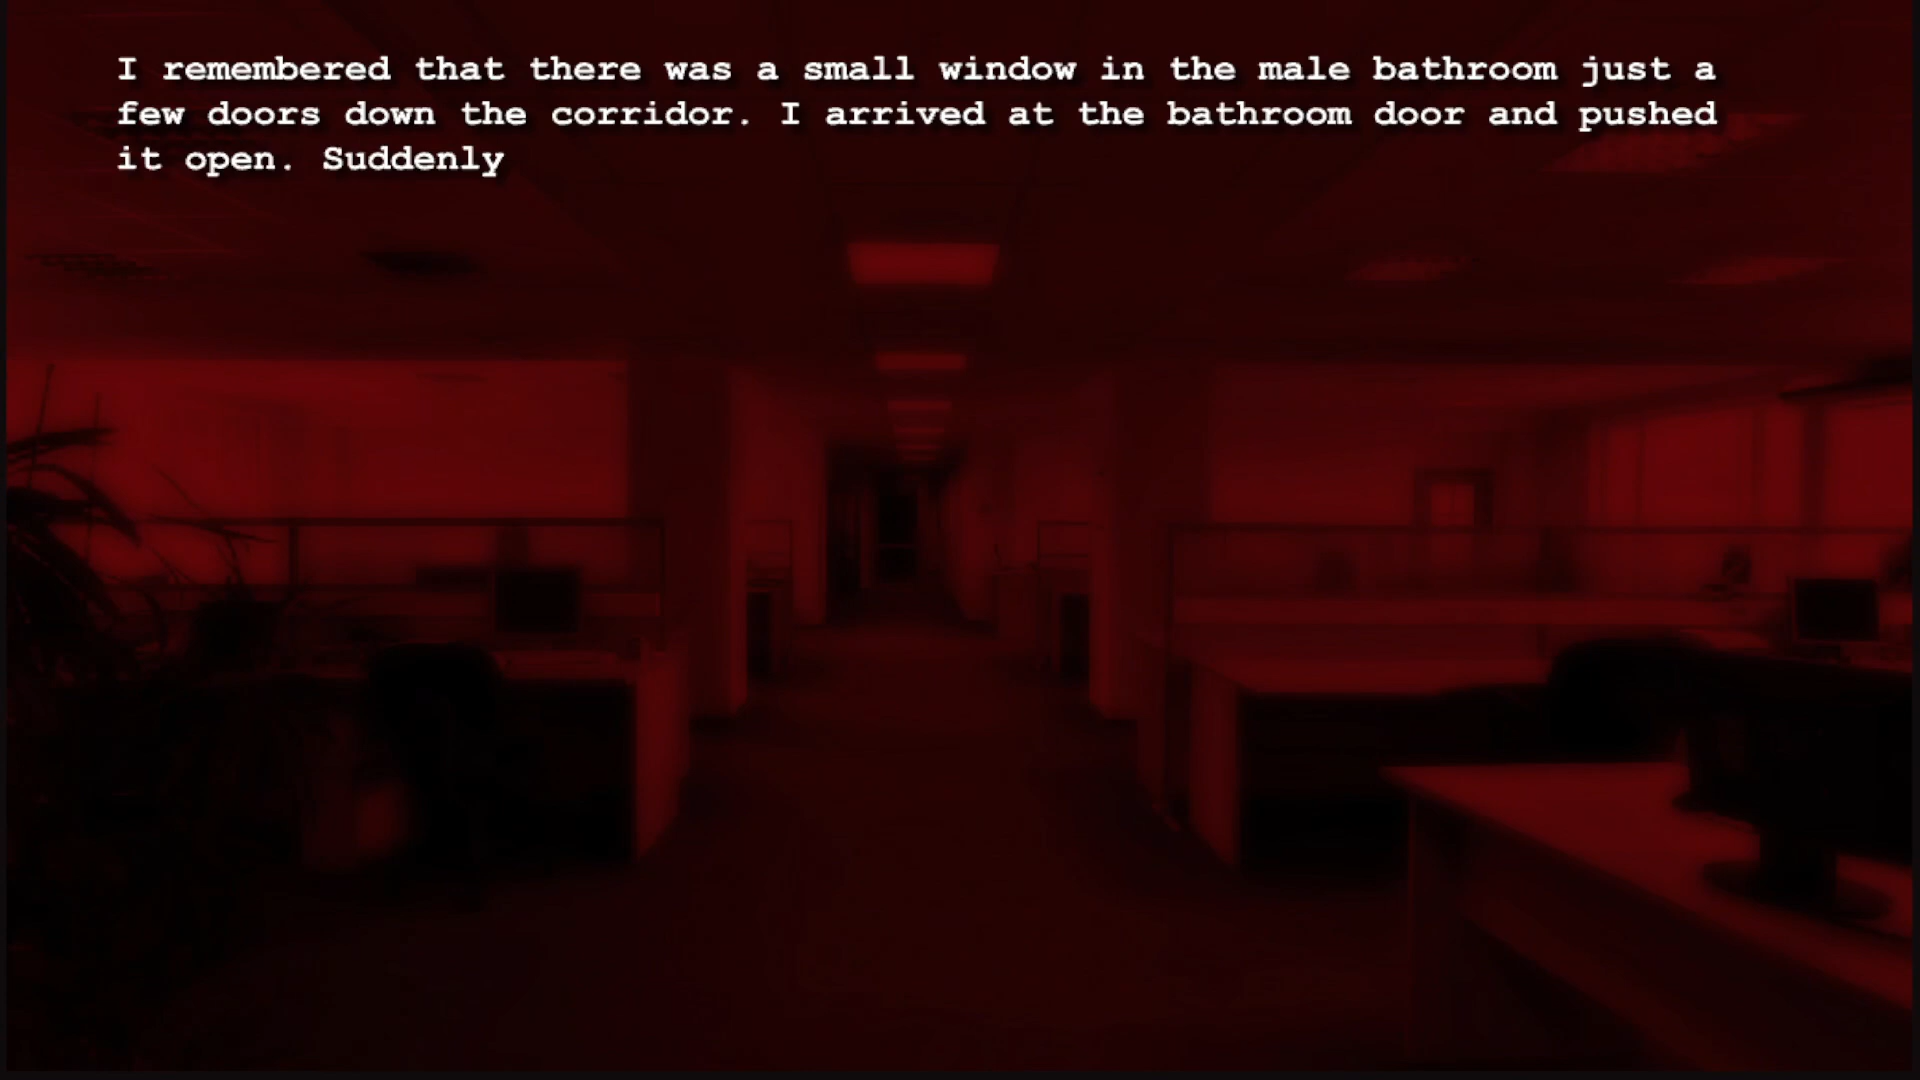 I remembered that there was a small window in the male bathroom just a
few doors down the corridor. I arrived at the bathroom door and pushed
it open. Suddenly